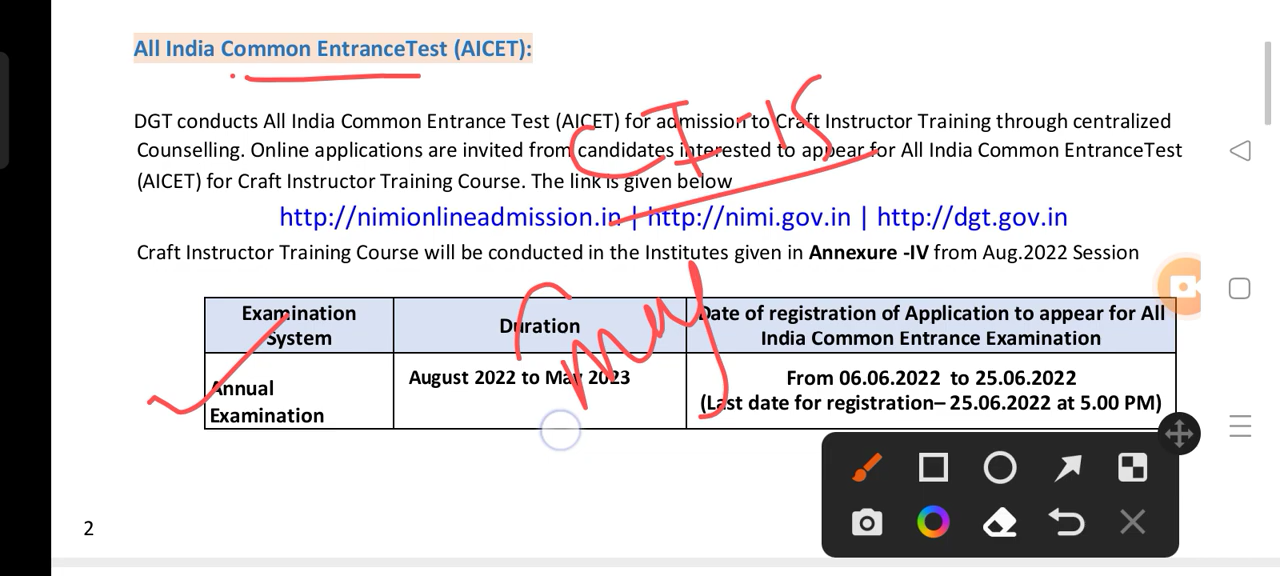 All India Common EntranceTest (AICET):
DGT conducts All India Common Entrance Test (AICET) for admission to Craft Instructor Training through centralized
Counselling. Online applications are invited from candidates interested to appear for All India Common EntranceTest
(AICET) for Craft Instructor Training Course. The link is given below
http://nimionlineadmission.in | http://nimi.gov.in | http://dgt.gov.in
Craft Instructor Training Course will be conducted in the Institutes given in Annexure -IV from Aug.2022 Session
Examination
System
Duration
Date of registration of Application to appear for All
India Common Entrance Examination
Annual
Examination
August 2022 to May 2023
From 06.06.2022 to 25.06.2022
(Last date for registration– 25.06.2022 at 5.00 PM)
May
2